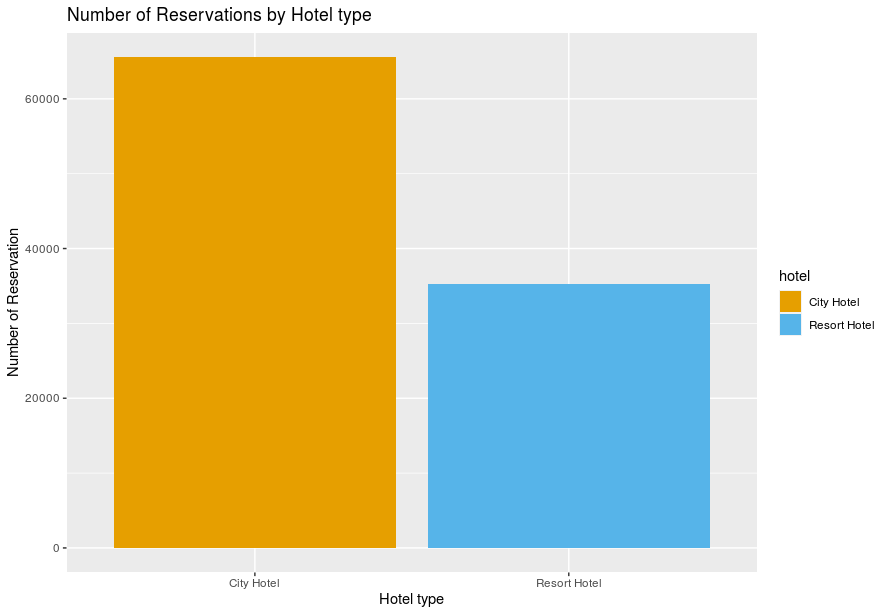 Number of Reservations by Hotel type
Number of Reservation
60000
40000
20000
0
City Hotel
Resort Hotel
Hotel type
hotel
City Hotel
Resort Hotel